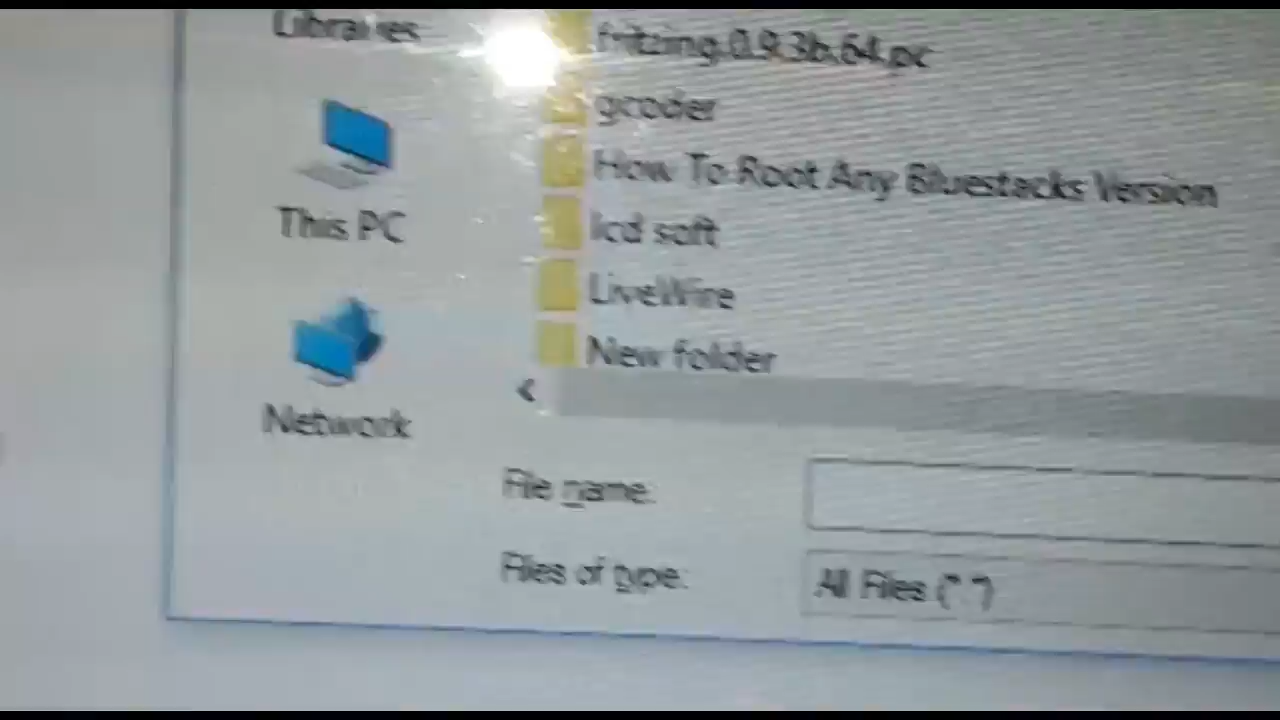 Libraries
This PC
Network
fritzing.0.9.3b.64.pc
gcoder
How To Root Any Bluestacks Version
lcd soft
LiveWire
New folder
File name:
Files of type:
All Files (*.*)